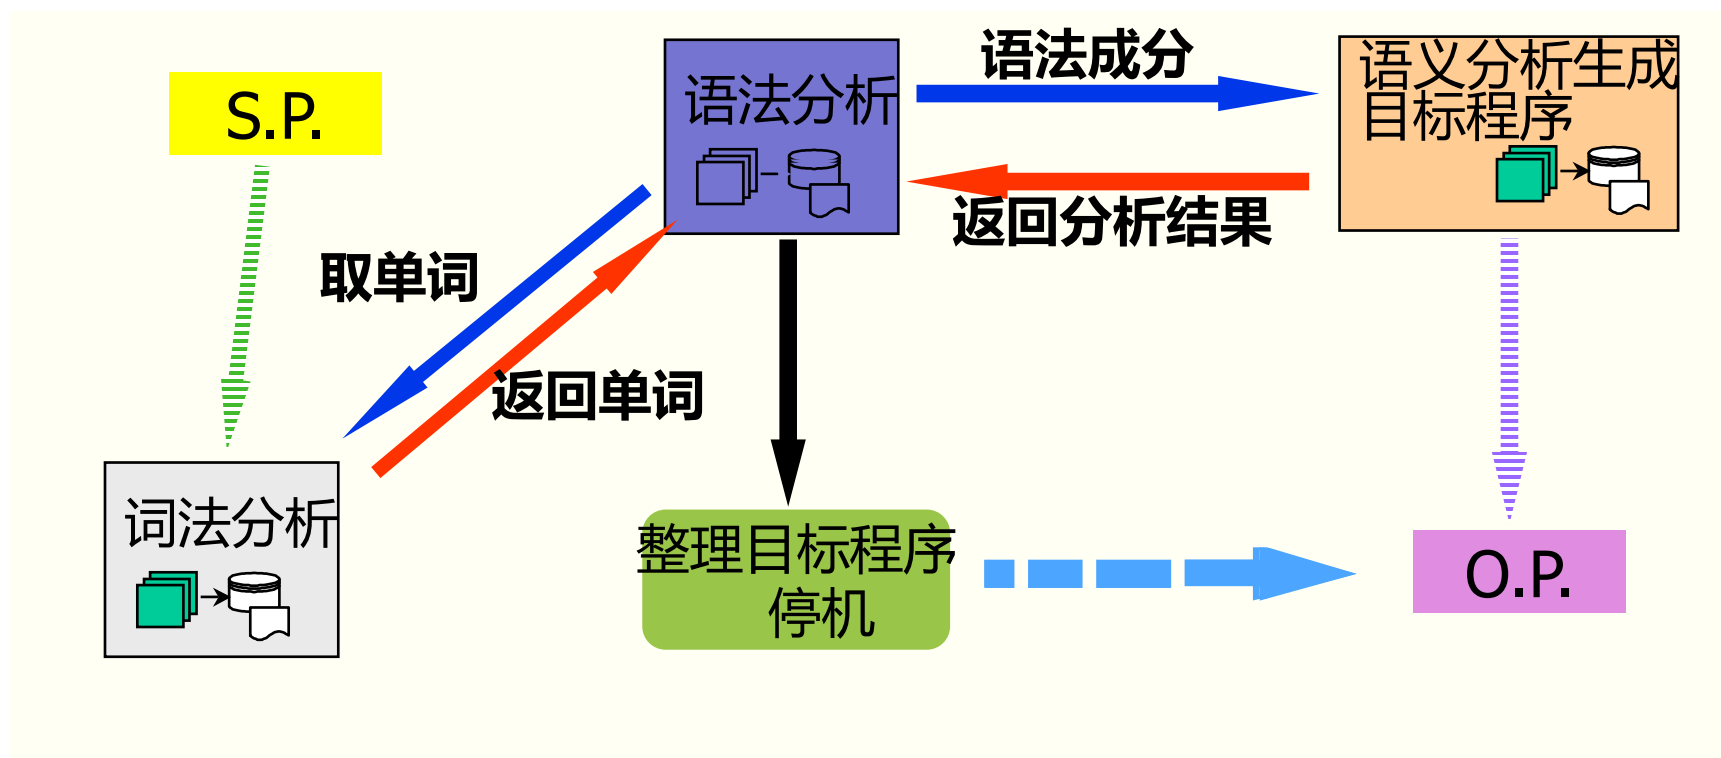 S.P.
语法分析
语法成分
语义分析生成
目标程序
返回分析结果
取单词
返回单词
词法分析
整理目标程序
停机
O.P.